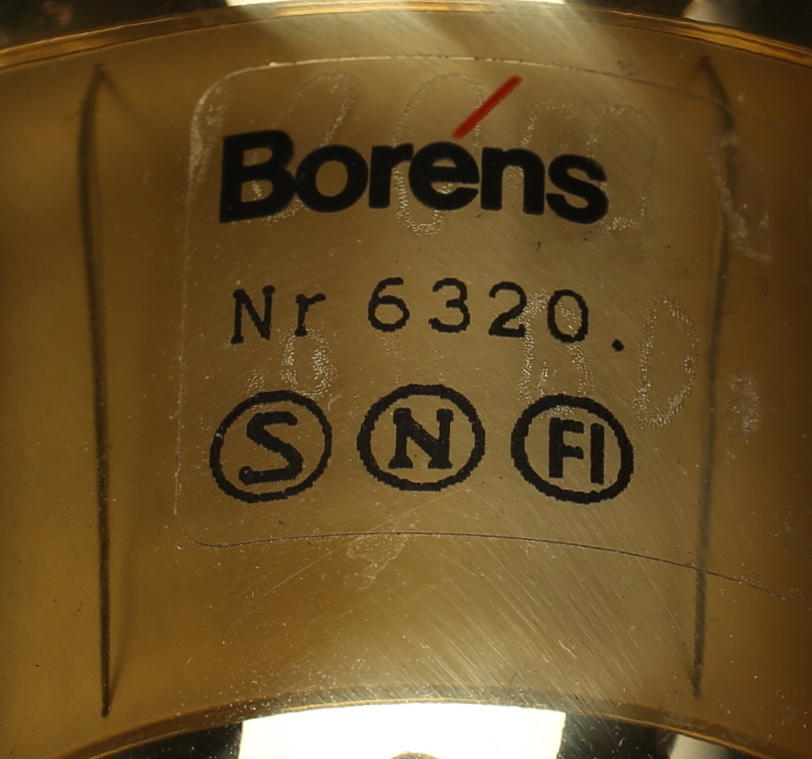 Boréns
Nr 6320.
S N FI